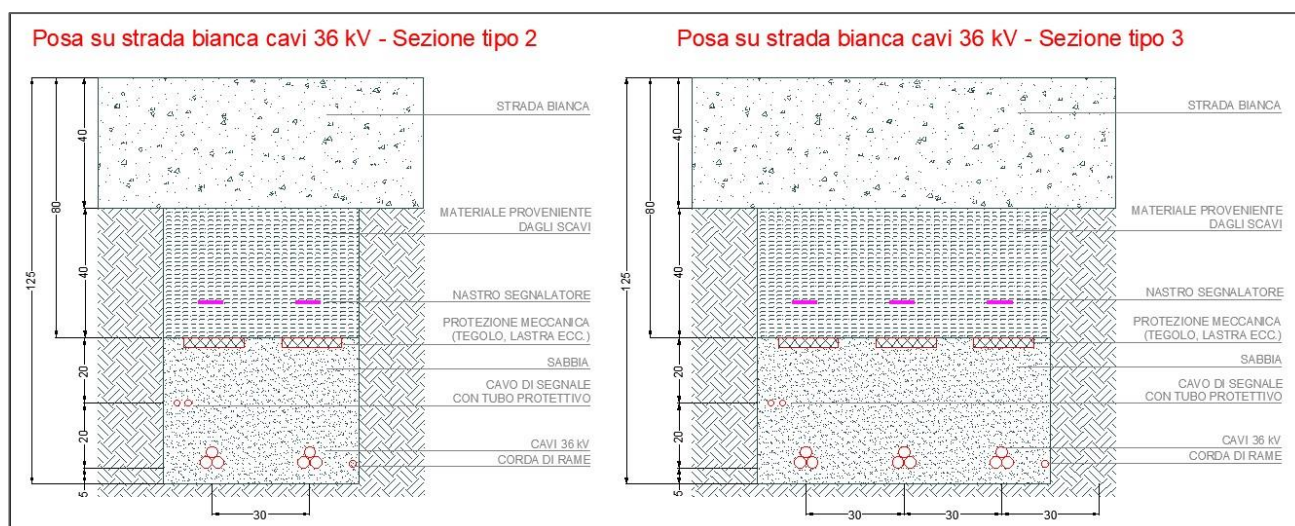 Posa su strada bianca cavi 36 kV - Sezione tipo 2
STRADA BIANCA
MATERIALE PROVENIENTE
DAGLI SCAVI
NASTRO SEGNALATORE
PROTEZIONE MECCANICA
(TEGOLO, LASTRA ECC.)
SABBIA
CAVO DI SEGNALE
CON TUBO PROTETTIVO
CAVI 36 kV
CORDA DI RAME
125
80
40
40
20
20
5
30
Posa su strada bianca cavi 36 kV - Sezione tipo 3
STRADA BIANCA
MATERIALE PROVENIENTE
DAGLI SCAVI
NASTRO SEGNALATORE
PROTEZIONE MECCANICA
(TEGOLO, LASTRA ECC.)
SABBIA
CAVO DI SEGNALE
CON TUBO PROTETTIVO
CAVI 36 kV
CORDA DI RAME
125
80
40
40
20
20
5
30
30
30